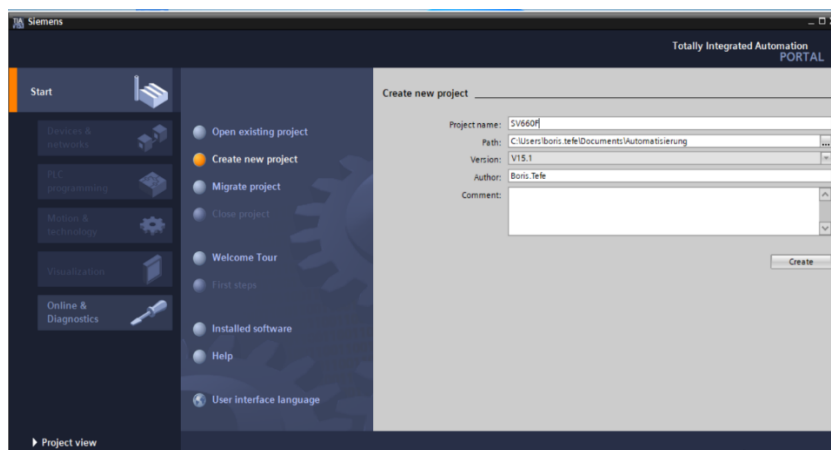 Siemens
Totally Integrated Automation
PORTAL
Start
Devices &
networks
PLC
programming
Motion &
technology
Visualization
Online &
Diagnostics
Open existing project
Create new project
Migrate project
Close project
Welcome Tour
First steps
Installed software
Help
User interface language
Create new project
Project name: SV660F
Path: C:\Users\boris.tefe\Documents\Automatisierung
...
Version: V15.1
Author: Boris.Tefe
Comment:
Create
Project view